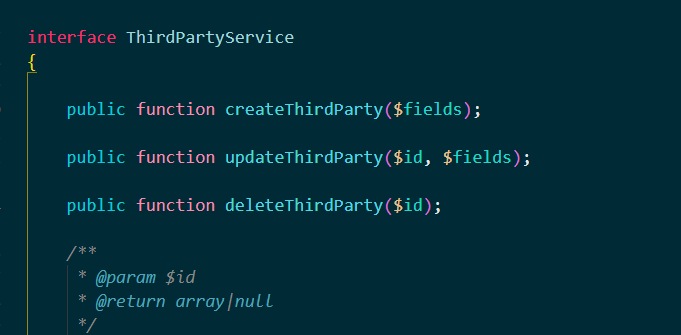 interface ThirdPartyService
{
public function createThirdParty($fields);
public function updateThirdParty($id, $fields);
public function deleteThirdParty($id);
/**
* @param $id
* @return array|null
*/